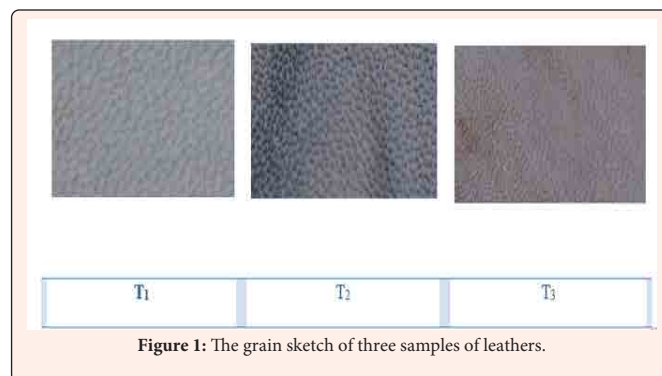 T1 T2 T3
Figure 1: The grain sketch of three samples of leathers.